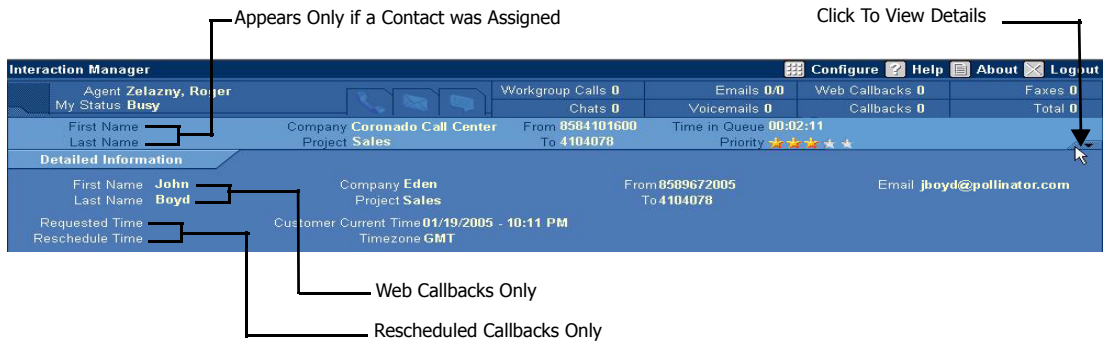 Appears Only if a Contact was Assigned
Click To View Details
Interaction Manager Configure Help About Logout
Agent Zelazny, Roger Workgroup Calls 0 Emails 0/0 Web Callbacks 0 Faxes 0
My Status Busy Chats 0 Voicemails 0 Callbacks 0 Total 0
First Name Company Coronado Call Center From 8584101600 Time in Queue 00:02:11
Last Name Project Sales To 4104078 Priority
Detailed Information
First Name John Company Eden From 8589672005 Email jboyd@pollinator.com
Last Name Boyd Project Sales To 4104078
Requested Time Customer Current Time 01/19/2005 - 10:11 PM
Reschedule Time Timezone GMT
Web Callbacks Only
Rescheduled Callbacks Only